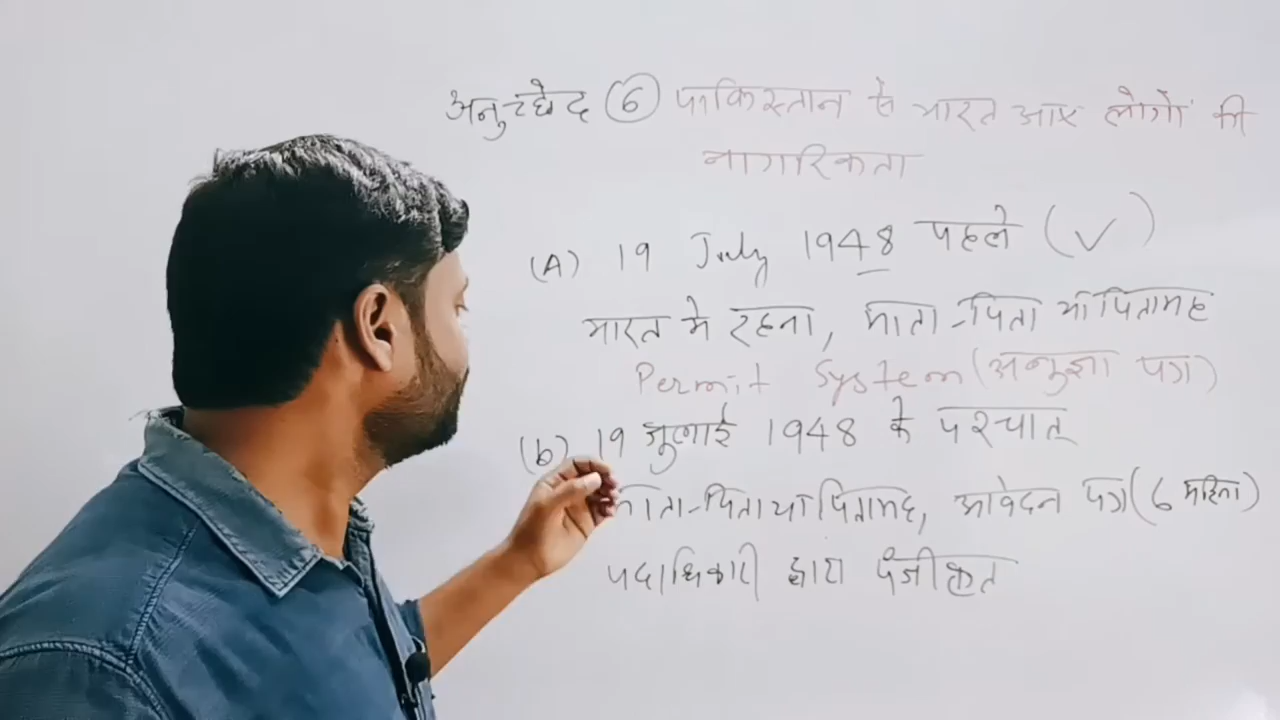 अनुच्छेद 6 पाकिस्तान से भारत आए लोगों की
नागरिकता
(A) 19 July 1948 पहले (✓)
भारत मे रहना, माता-पिता या पितामह
Permit System (अनुज्ञा पत्र)
(b) 19 जुलाई 1948 के पश्चात्
माता-पिता या पितामह, आवेदन पत्र (6 महिना)
पदाधिकारी द्वारा पंजीकृत